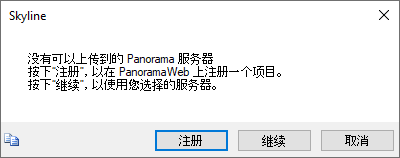 Skyline
没有可以上传到的 Panorama 服务器
按下"注册", 以在 PanoramaWeb 上注册一个项目。
按下"继续", 以使用您选择的服务器。
注册 继续 取消